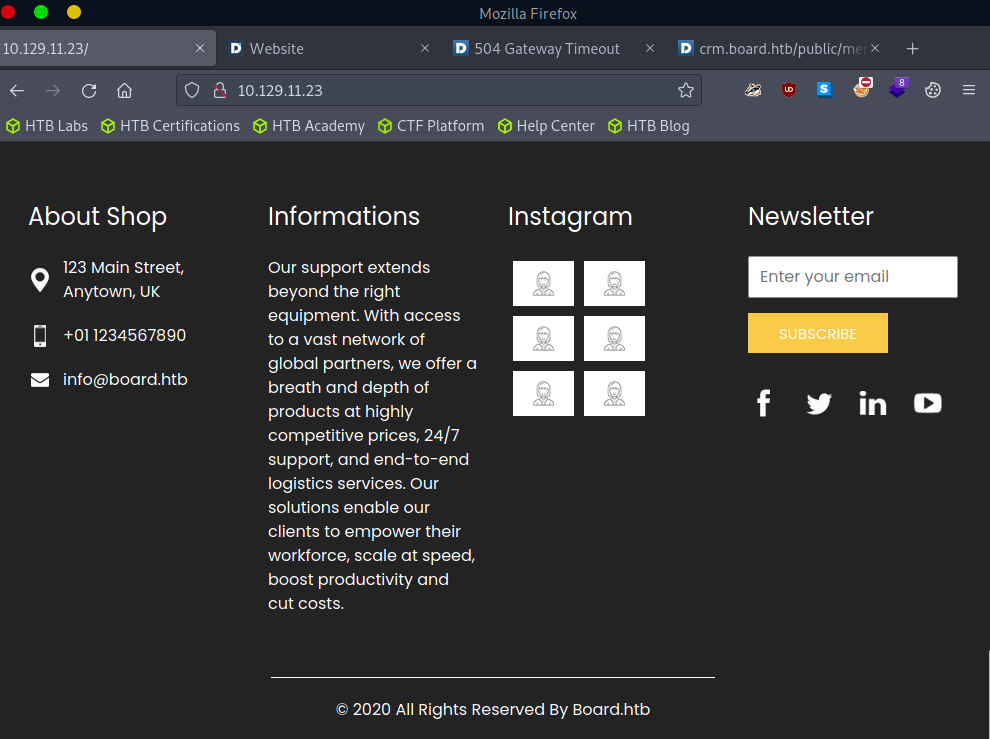 Mozilla Firefox
10.129.11.23/
Website
504 Gateway Timeout
crm.board.htb/public/mer
10.129.11.23
8
HTB Labs
HTB Certifications
HTB Academy
CTF Platform
Help Center
HTB Blog
About Shop
123 Main Street,
Anytown, UK
+01 1234567890
info@board.htb
Informations
Our support extends
beyond the right
equipment. With access
to a vast network of
global partners, we offer a
breath and depth of
products at highly
competitive prices, 24/7
support, and end-to-end
logistics services. Our
solutions enable our
clients to empower their
workforce, scale at speed,
boost productivity and
cut costs.
Instagram
Newsletter
Enter your email
SUBSCRIBE
© 2020 All Rights Reserved By Board.htb